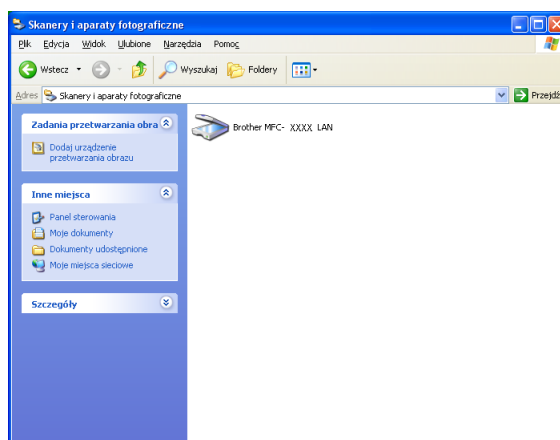 Skanery i aparaty fotograficzne
Plik Edycja Widok Ulubione Narzędzia Pomoc
Wstecz Wyszukaj Foldery
Adres Skanery i aparaty fotograficzne Przejdź
Zadania przetwarzania obra
Dodaj urządzenie
przetwarzania obrazu
Inne miejsca
Panel sterowania
Moje dokumenty
Dokumenty udostępnione
Moje miejsca sieciowe
Szczegóły
Brother MFC- XXXX LAN